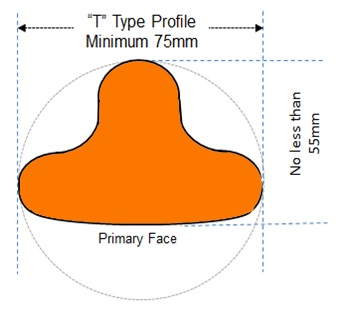 “T” Type Profile
Minimum 75mm
No less than
55mm
Primary Face